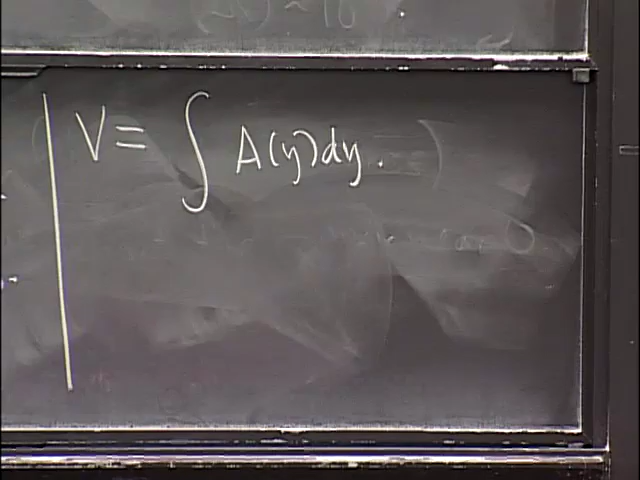 V = ∫ A(y)dy.